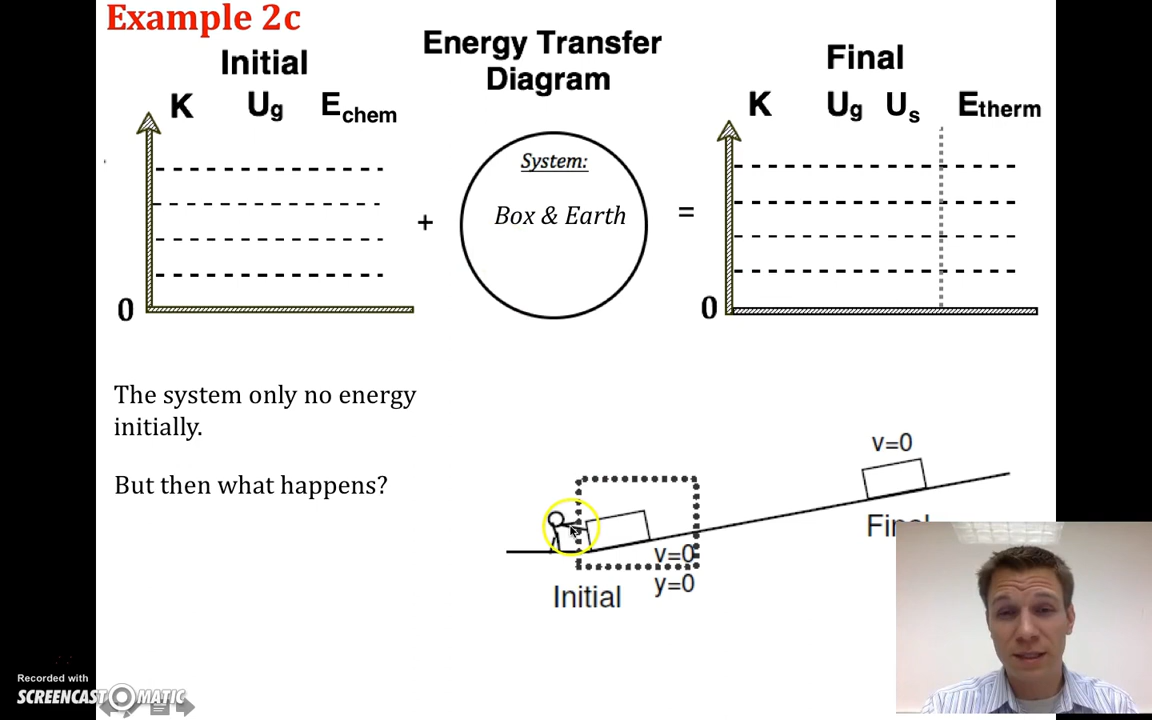 Example 2c
Initial
K Ug Echem
0
+
Energy Transfer
Diagram
System:
Box & Earth
=
Final
K Ug Us Etherm
0
The system only no energy
initially.
But then what happens?
v=0
v=0
y=0
Initial
Final
Recorded with
SCREENCAST-O-MATIC